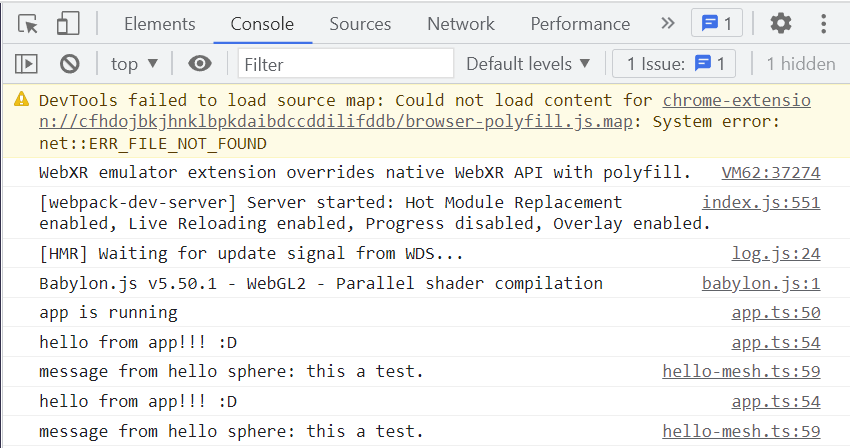 Elements Console Sources Network Performance » 1
top ▼ Filter Default levels ▼ 1 Issue: 1 1 hidden
DevTools failed to load source map: Could not load content for chrome-extensio
n://cfhdojbkjhnklbpkdaibdccddilifddb/browser-polyfill.js.map: System error:
net::ERR_FILE_NOT_FOUND
WebXR emulator extension overrides native WebXR API with polyfill. VM62:37274
[webpack-dev-server] Server started: Hot Module Replacement index.js:551
enabled, Live Reloading enabled, Progress disabled, Overlay enabled.
[HMR] Waiting for update signal from WDS... log.js:24
Babylon.js v5.50.1 - WebGL2 - Parallel shader compilation babylon.js:1
app is running app.ts:50
hello from app!!! :D app.ts:54
message from hello sphere: this a test. hello-mesh.ts:59
hello from app!!! :D app.ts:54
message from hello sphere: this a test. hello-mesh.ts:59